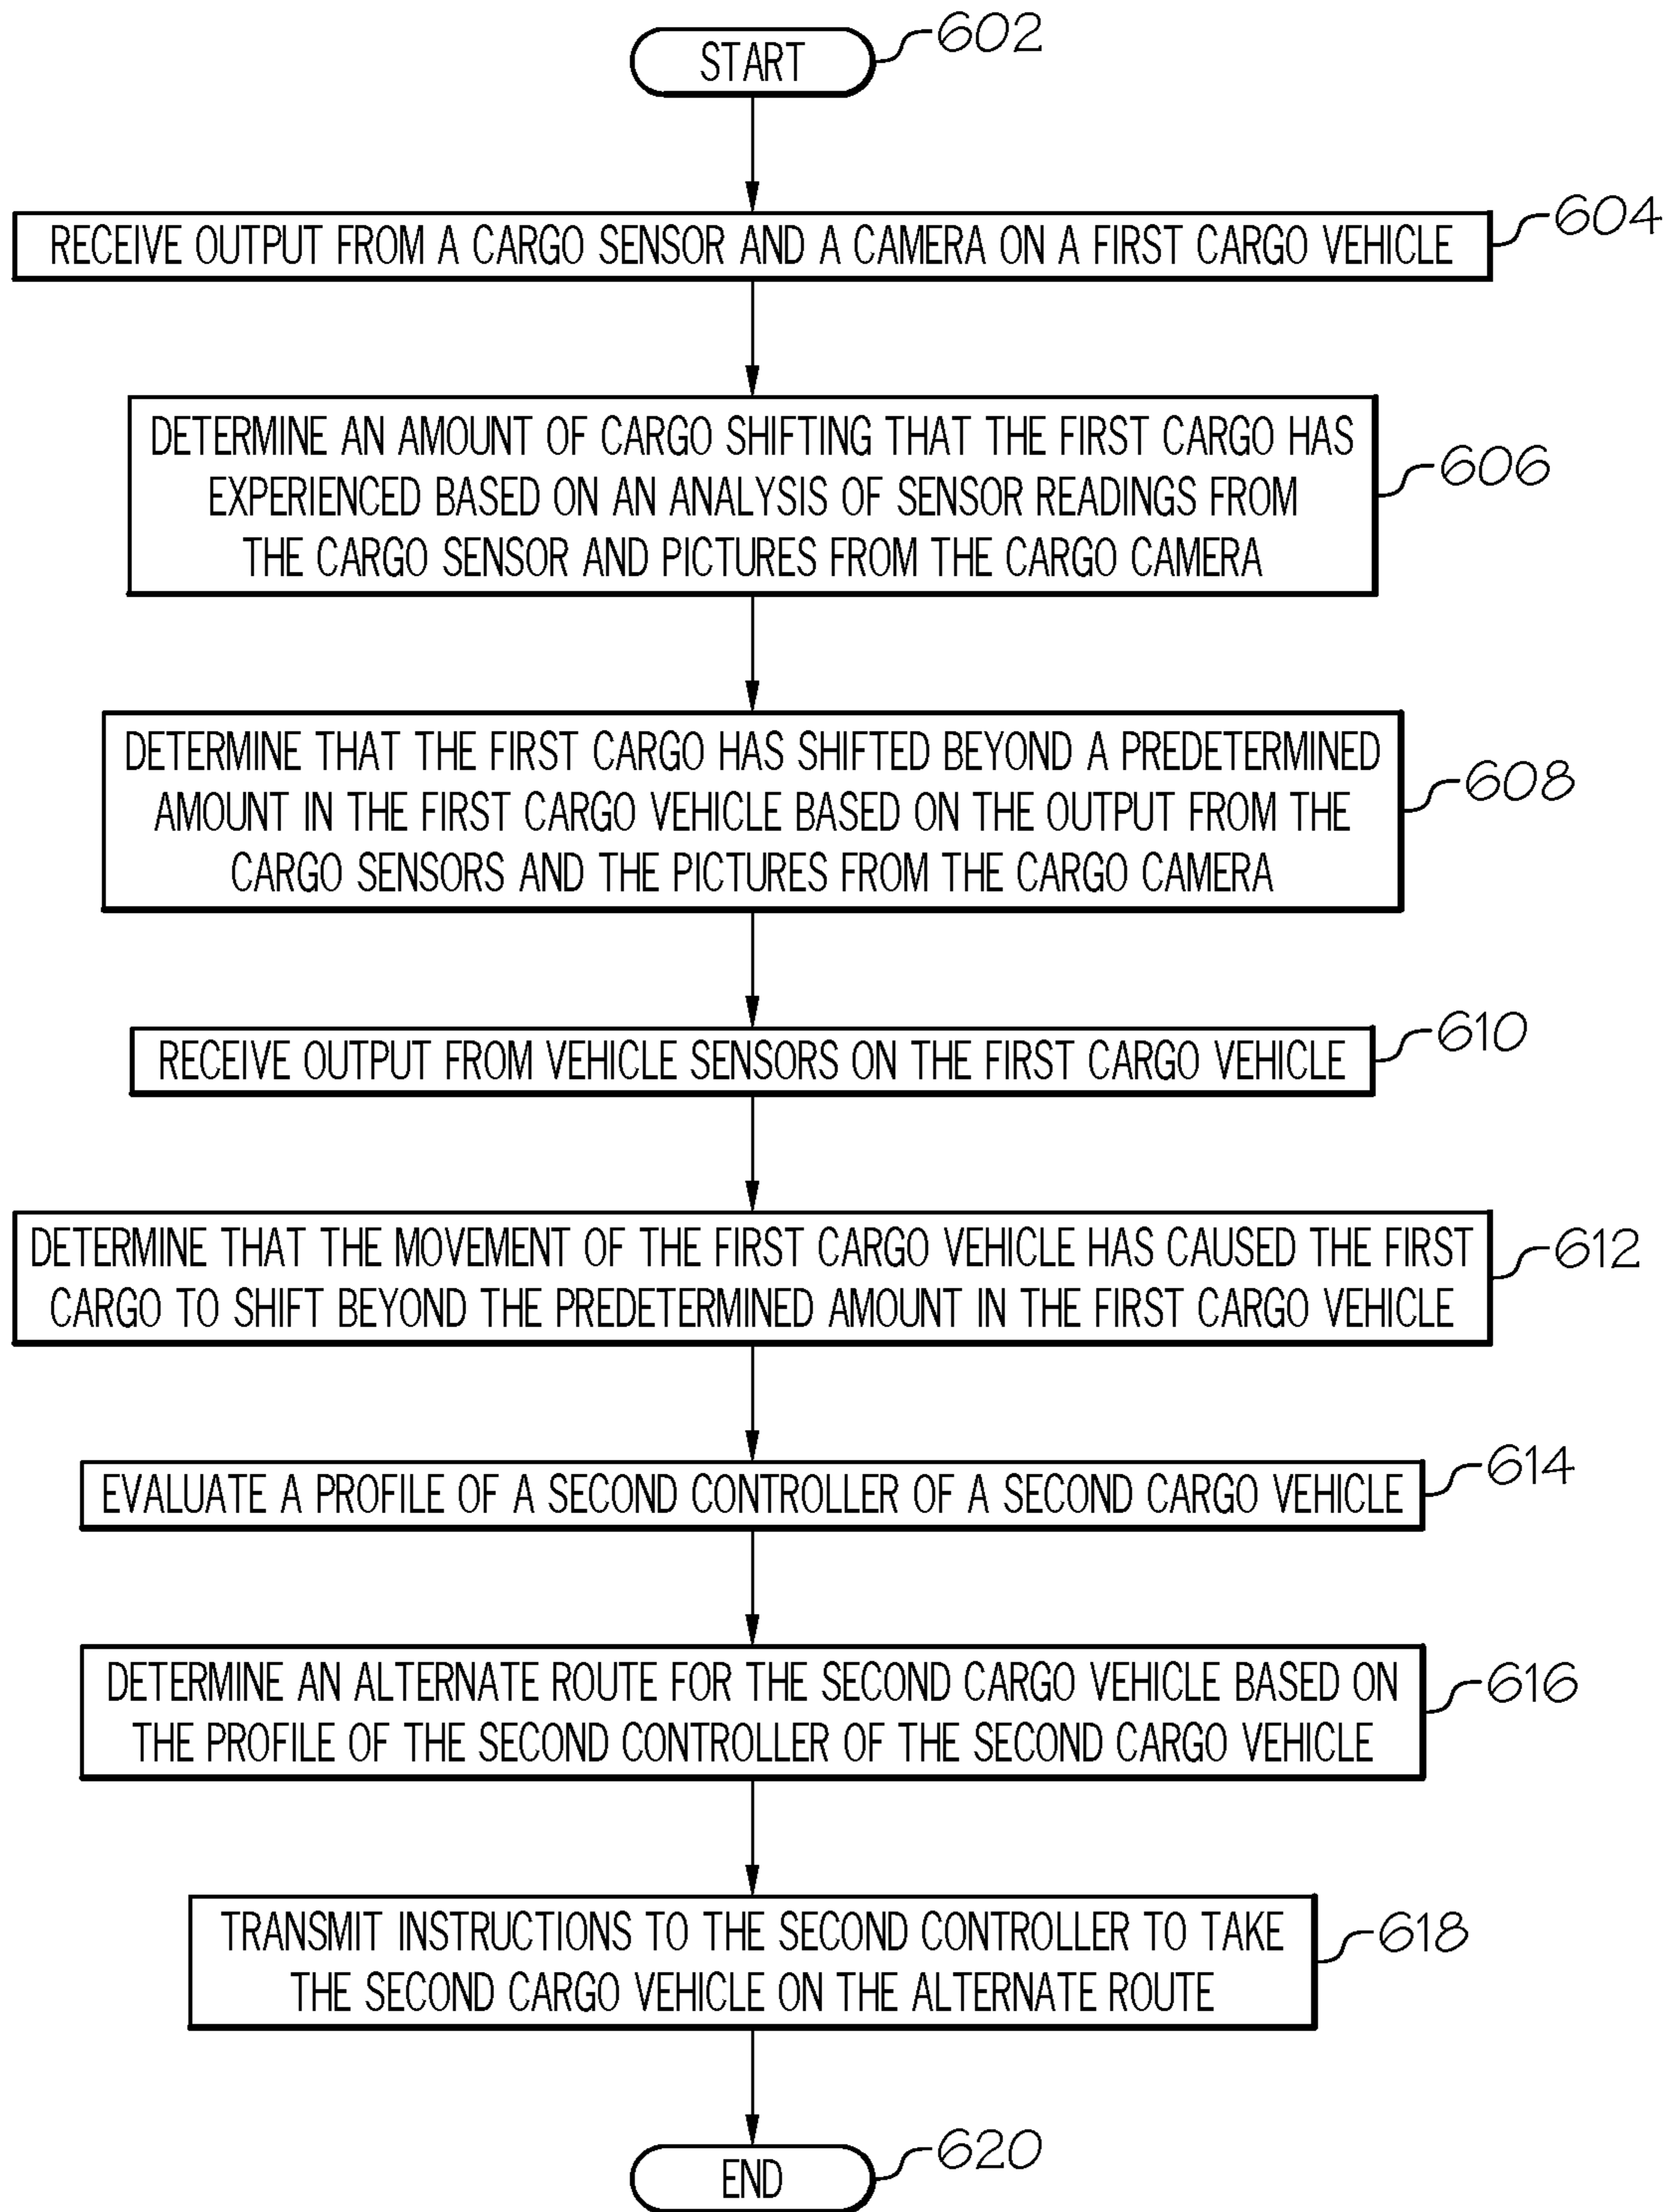 START
602
RECEIVE OUTPUT FROM A CARGO SENSOR AND A CAMERA ON A FIRST CARGO VEHICLE
604
DETERMINE AN AMOUNT OF CARGO SHIFTING THAT THE FIRST CARGO HAS
EXPERIENCED BASED ON AN ANALYSIS OF SENSOR READINGS FROM
THE CARGO SENSOR AND PICTURES FROM THE CARGO CAMERA
606
DETERMINE THAT THE FIRST CARGO HAS SHIFTED BEYOND A PREDETERMINED
AMOUNT IN THE FIRST CARGO VEHICLE BASED ON THE OUTPUT FROM THE
CARGO SENSORS AND THE PICTURES FROM THE CARGO CAMERA
608
RECEIVE OUTPUT FROM VEHICLE SENSORS ON THE FIRST CARGO VEHICLE
610
DETERMINE THAT THE MOVEMENT OF THE FIRST CARGO VEHICLE HAS CAUSED THE FIRST
CARGO TO SHIFT BEYOND THE PREDETERMINED AMOUNT IN THE FIRST CARGO VEHICLE
612
EVALUATE A PROFILE OF A SECOND CONTROLLER OF A SECOND CARGO VEHICLE
614
DETERMINE AN ALTERNATE ROUTE FOR THE SECOND CARGO VEHICLE BASED ON
THE PROFILE OF THE SECOND CONTROLLER OF THE SECOND CARGO VEHICLE
616
TRANSMIT INSTRUCTIONS TO THE SECOND CONTROLLER TO TAKE
THE SECOND CARGO VEHICLE ON THE ALTERNATE ROUTE
618
END
620